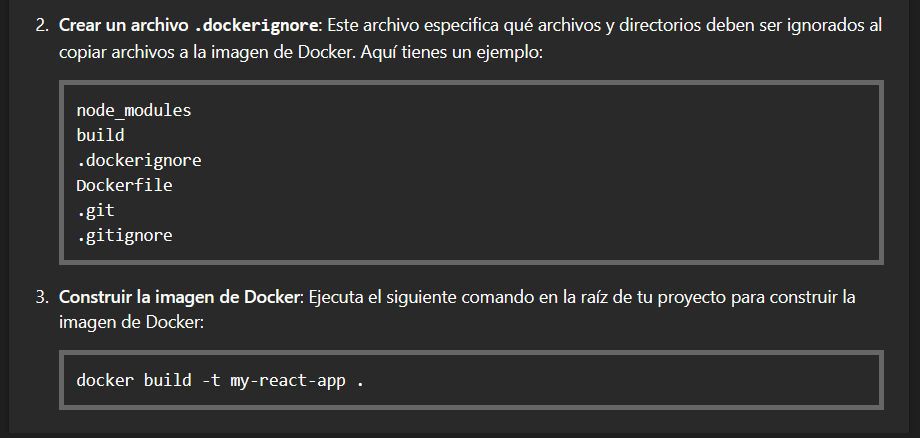 2. Crear un archivo .dockerignore: Este archivo especifica qué archivos y directorios deben ser ignorados al
copiar archivos a la imagen de Docker. Aquí tienes un ejemplo:
node_modules
build
.dockerignore
Dockerfile
.git
.gitignore
3. Construir la imagen de Docker: Ejecuta el siguiente comando en la raíz de tu proyecto para construir la
imagen de Docker:
docker build -t my-react-app .